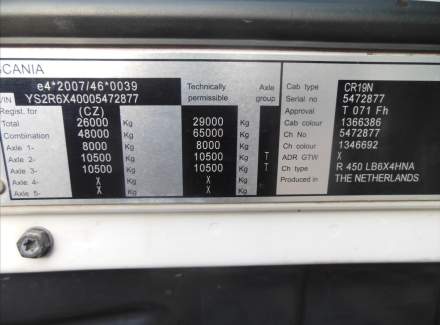 SCANIA
e4*2007/46*0039
VIN YS2R6X40005472877
Regist. for (CZ) Technically permissible Axle group
Total 26000 Kg 29000 Kg
Combination 48000 Kg 65000 Kg
Axle 1- 8000 Kg 8000 Kg
Axle 2- 10500 Kg 10500 Kg T
Axle 3- 10500 Kg 10500 Kg T
Axle 4- X Kg X Kg
Axle 5- X Kg X Kg
Cab type CR19N
Serial no 5472877
Approval T 071 Fh
Cab colour 1366386
Ch No 5472877
Ch colour 1346692
ADR GTW X
Ch type R 450 LB6X4HNA
Produced in THE NETHERLANDS